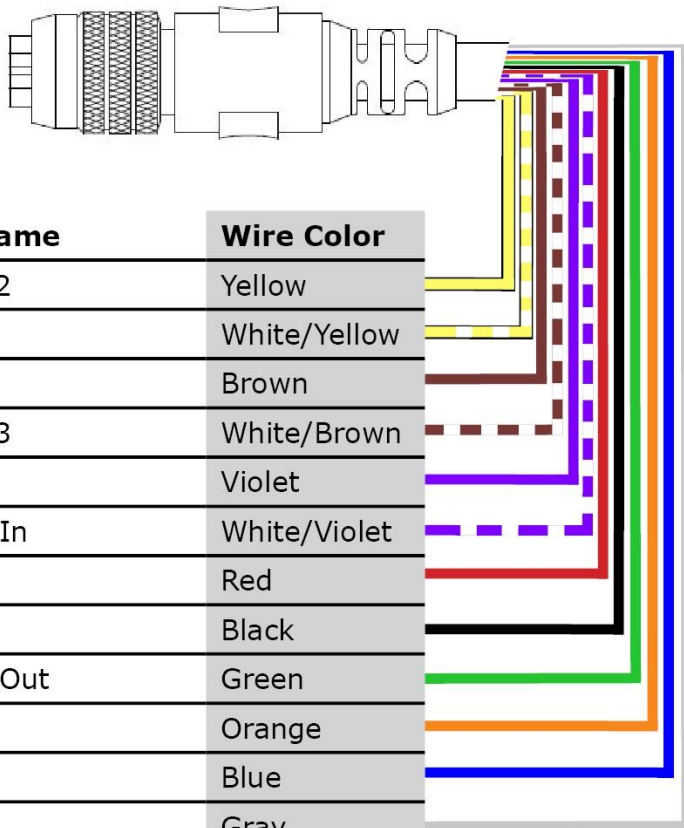 ame Wire Color
2 Yellow
White/Yellow
Brown
3 White/Brown
Violet
In White/Violet
Red
Black
Out Green
Orange
Blue
Gray